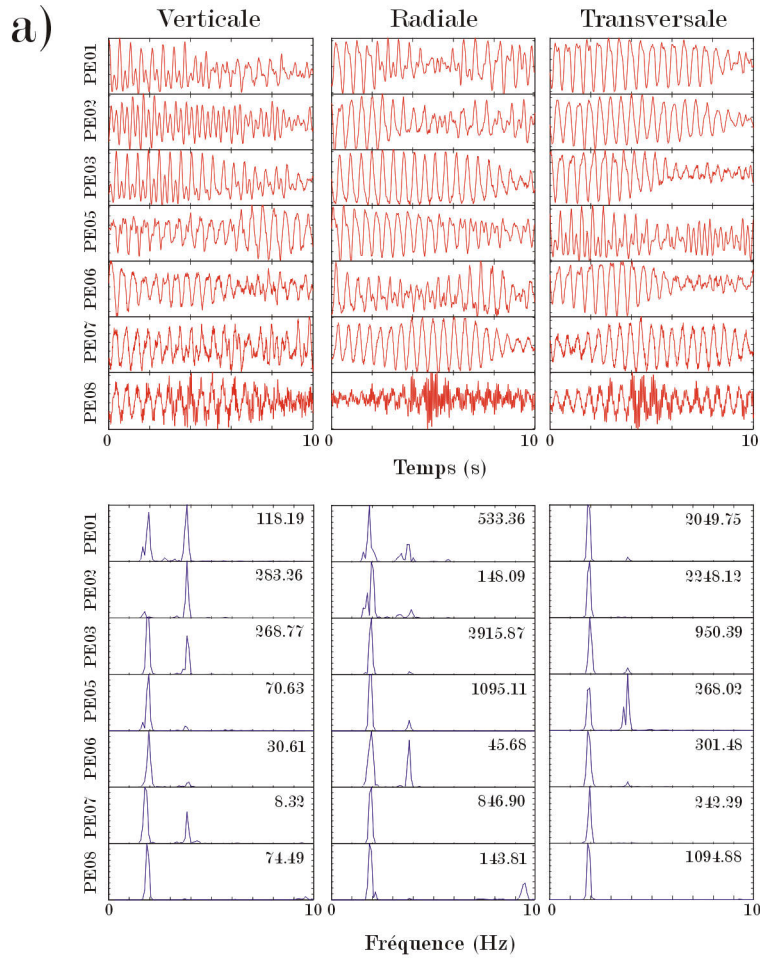 a)
Verticale Radiale Transversale
PE01
PE02
PE03
PE05
PE06
PE07
PE08
0 10 0 10 0 10
Temps (s)
PE01 118.19 533.36 2049.75
PE02 283.26 148.09 2248.12
PE03 268.77 2915.87 950.39
PE05 70.63 1095.11 268.02
PE06 30.61 45.68 301.48
PE07 8.32 846.90 242.29
PE08 74.49 143.81 1094.88
0 10 0 10 0 10
Fréquence (Hz)